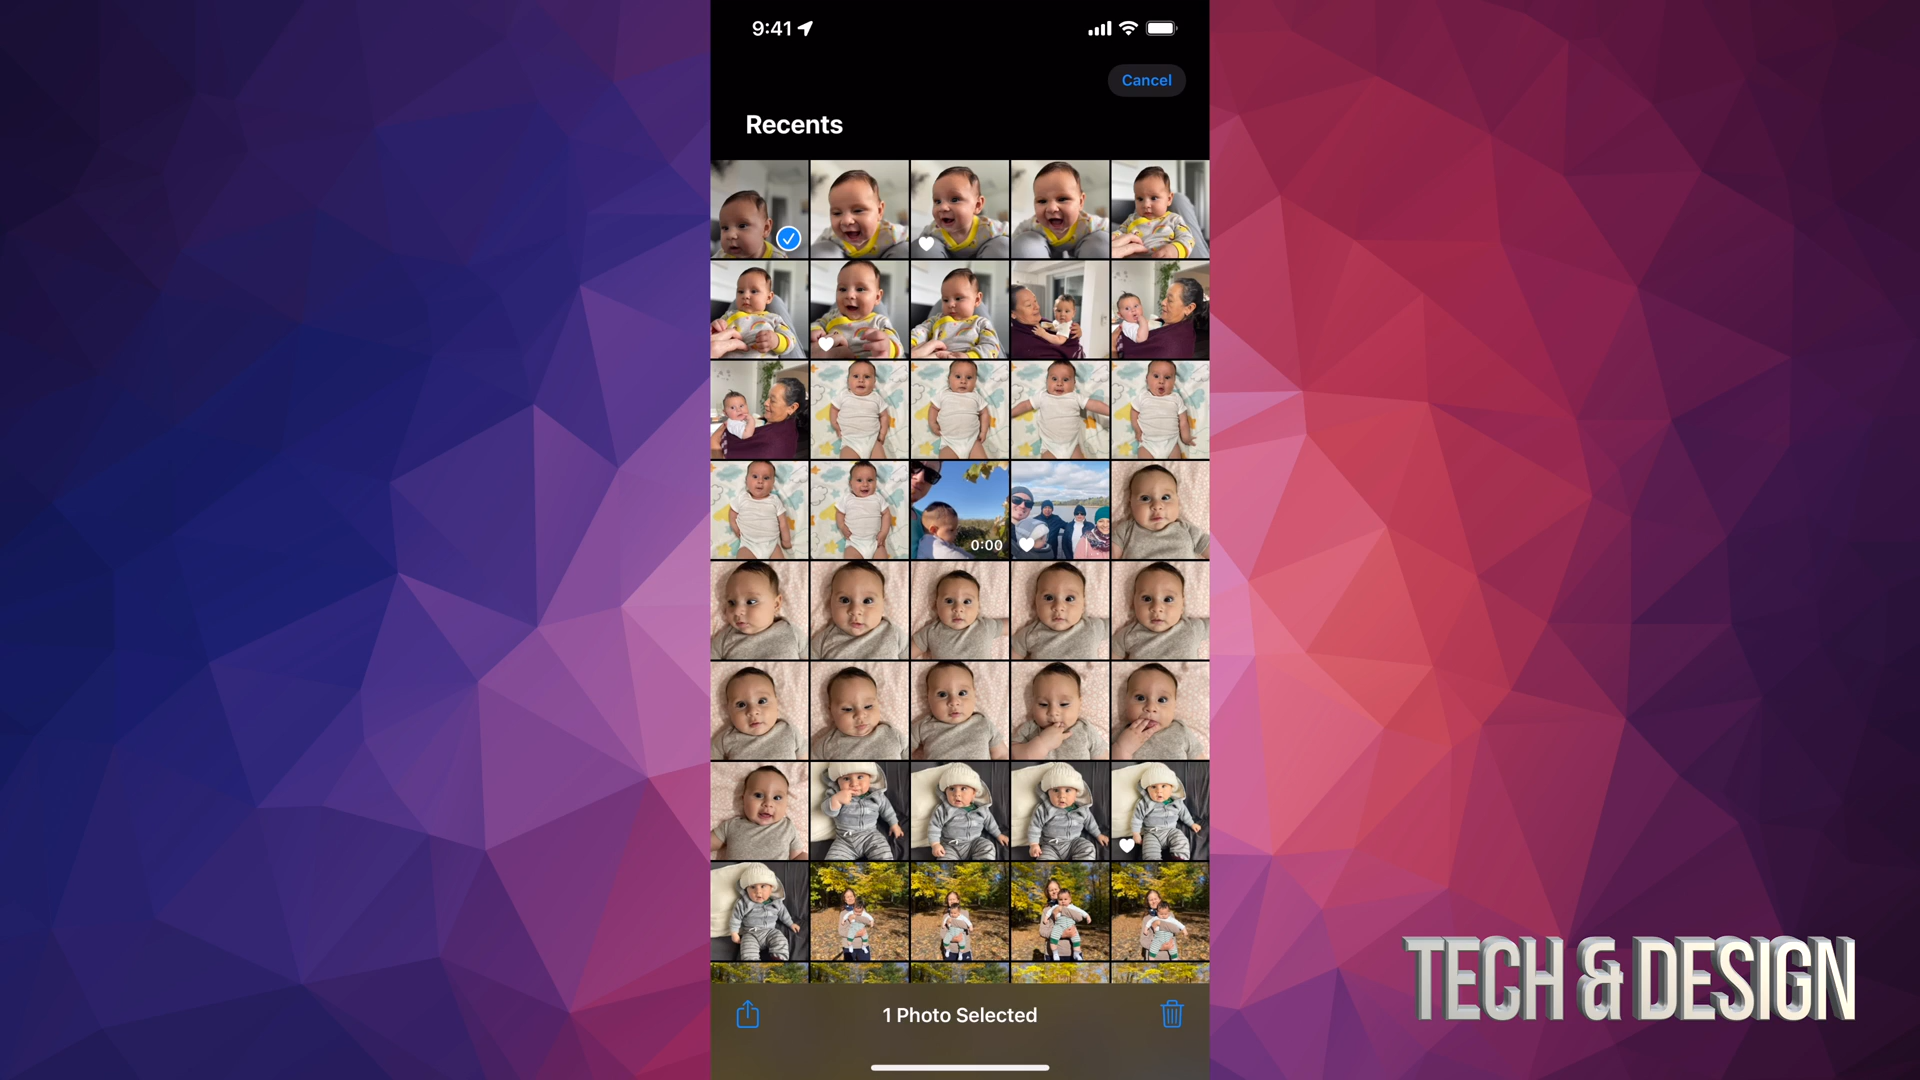 9:41
Cancel
Recents
0:00
1 Photo Selected
TECH & DESIGN